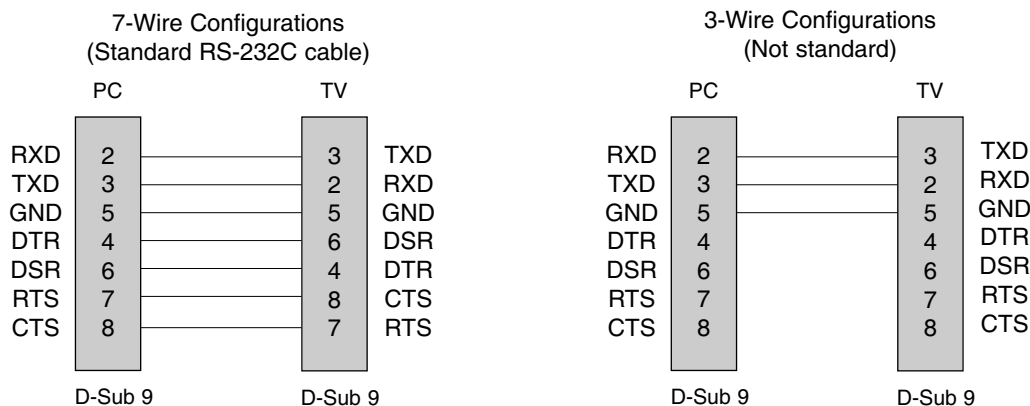 7-Wire Configurations
(Standard RS-232C cable)
PC TV
RXD 2 3 TXD
TXD 3 2 RXD
GND 5 5 GND
DTR 4 6 DSR
DSR 6 4 DTR
RTS 7 8 CTS
CTS 8 7 RTS
D-Sub 9 D-Sub 9
3-Wire Configurations
(Not standard)
PC TV
RXD 2 3 TXD
TXD 3 2 RXD
GND 5 5 GND
DTR 4 4 DTR
DSR 6 6 DSR
RTS 7 7 RTS
CTS 8 8 CTS
D-Sub 9 D-Sub 9